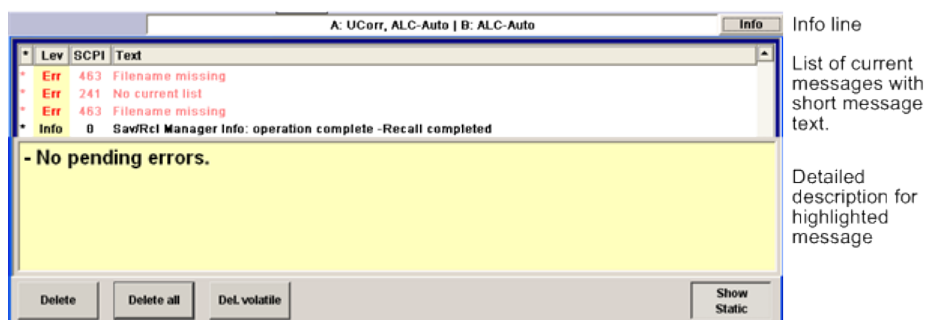 A: UCorr, ALC-Auto | B: ALC-Auto
Info
Info line
* Lev SCPI Text
* Err 463 Filename missing
* Err 241 No current list
* Err 463 Filename missing
* Info 0 Sav/Rcl Manager Info: operation complete -Recall completed
List of current
messages with
short message
text.
- No pending errors.
Detailed
description for
highlighted
message
Delete
Delete all
Del. volatile
Show
Static